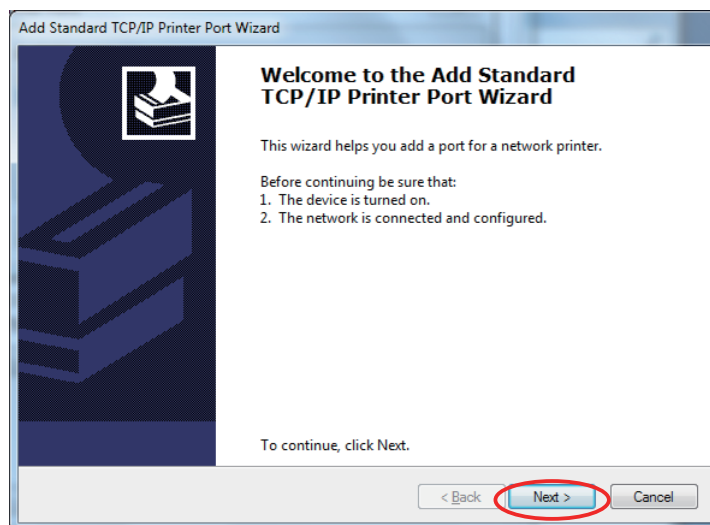 Add Standard TCP/IP Printer Port Wizard
Welcome to the Add Standard
TCP/IP Printer Port Wizard
This wizard helps you add a port for a network printer.
Before continuing be sure that:
1. The device is turned on.
2. The network is connected and configured.
To continue, click Next.
< Back Next > Cancel